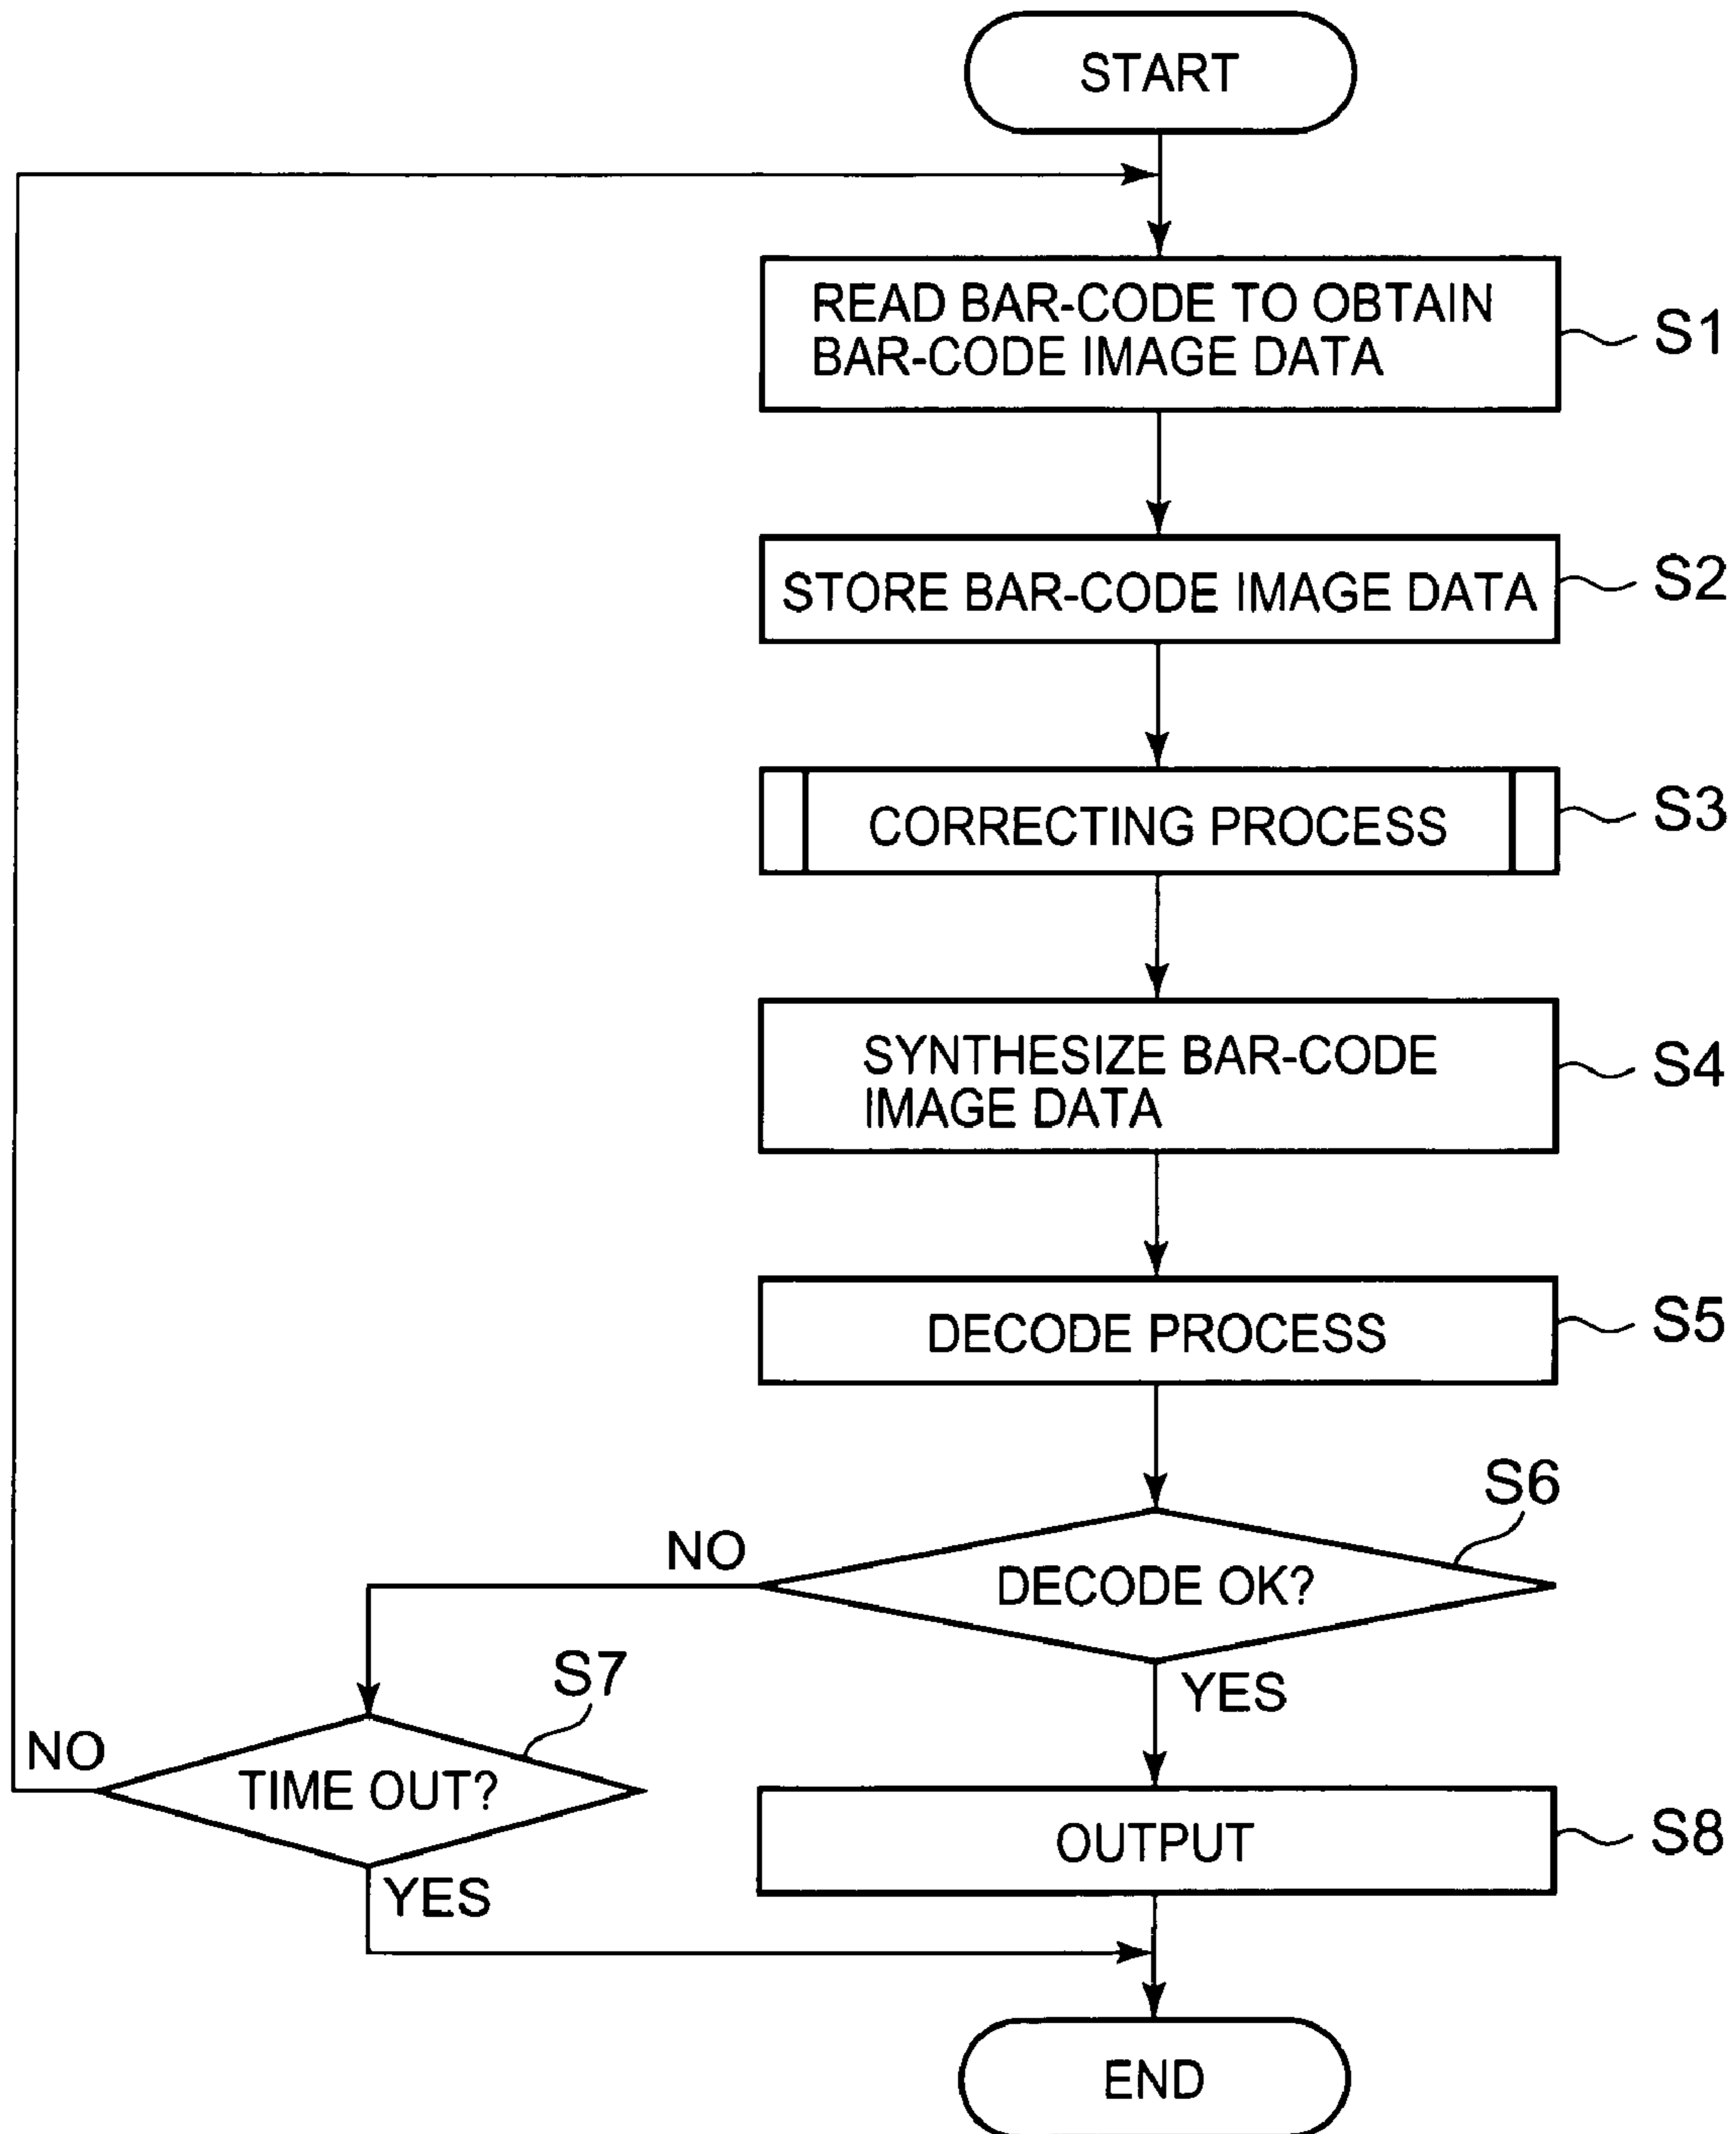 START
READ BAR-CODE TO OBTAIN
BAR-CODE IMAGE DATA
S1
STORE BAR-CODE IMAGE DATA
S2
CORRECTING PROCESS
S3
SYNTHESIZE BAR-CODE
IMAGE DATA
S4
DECODE PROCESS
S5
S6
NO
DECODE OK?
YES
S7
NO
TIME OUT?
YES
OUTPUT
S8
END